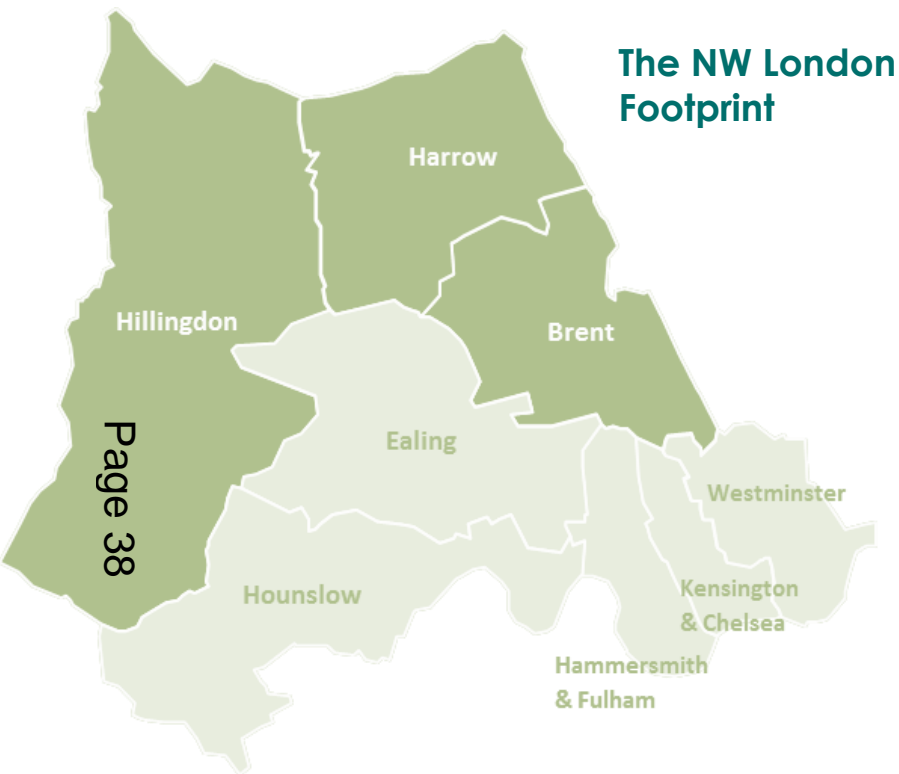 The NW London
Footprint
Harrow
Hillingdon
Brent
Page 38
Ealing
Westminster
Hounslow
Kensington
& Chelsea
Hammersmith
& Fulham